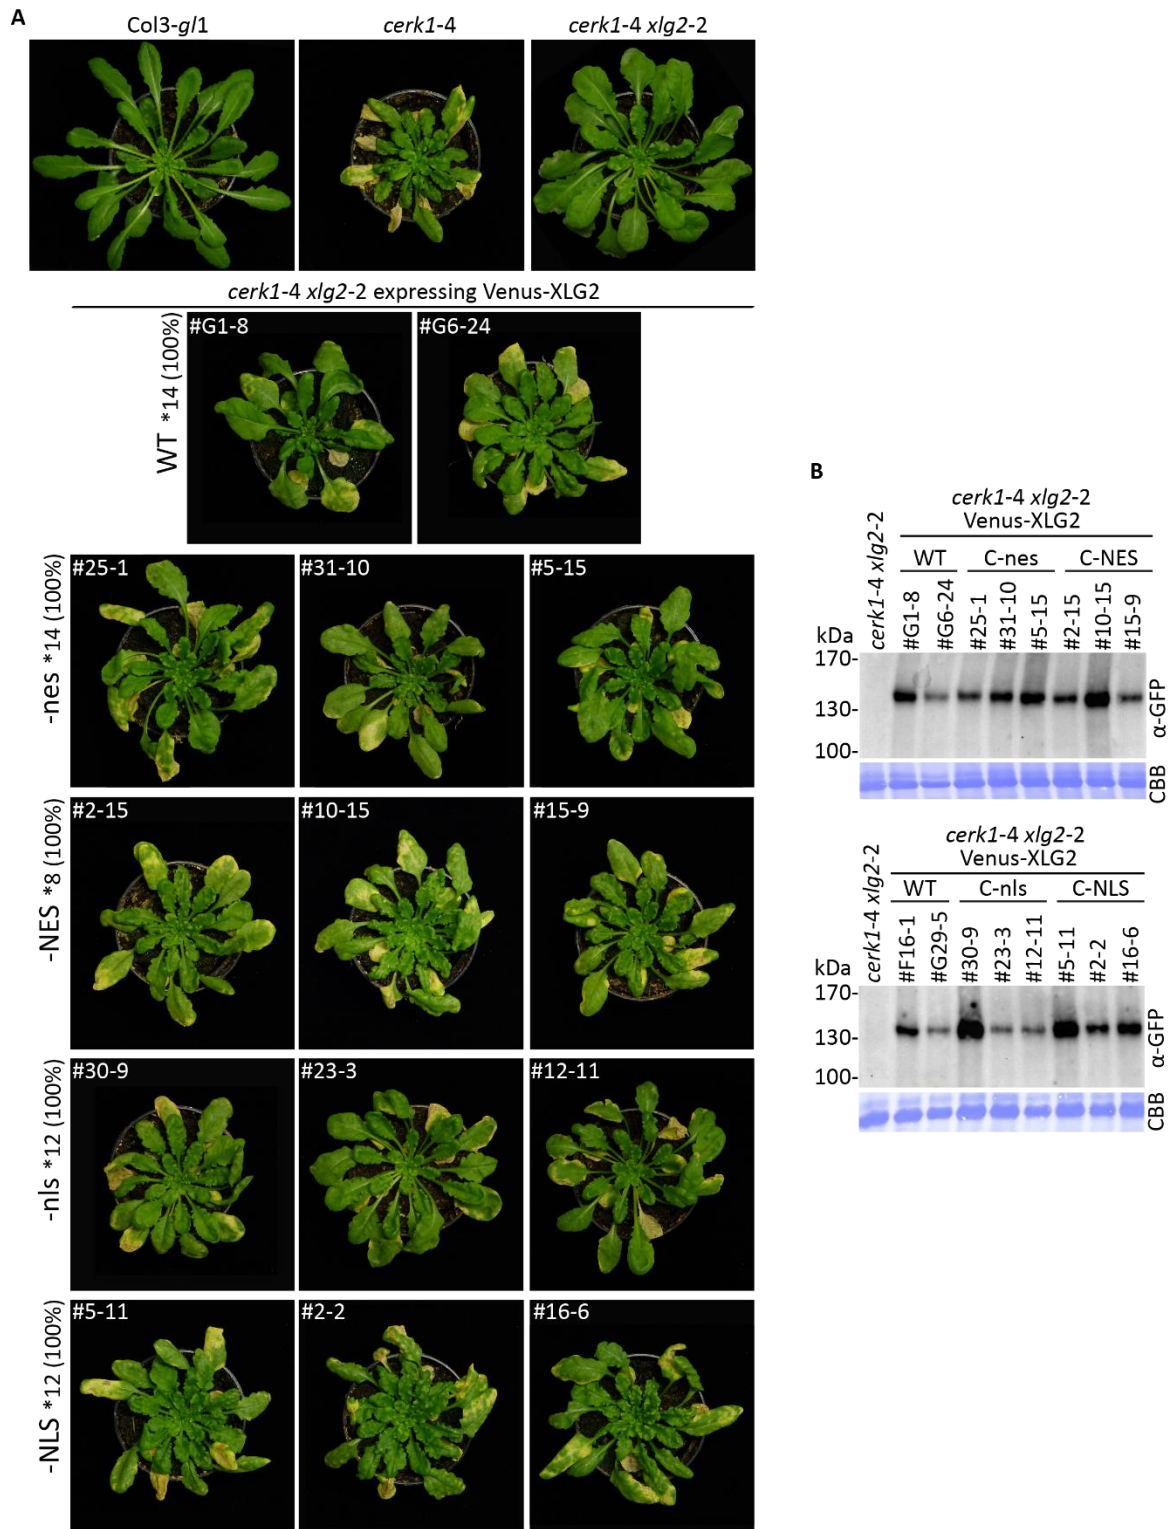 A
Col3-gl1
cerk1-4
cerk1-4 xlg2-2
cerk1-4 xlg2-2 expressing Venus-XLG2
WT *14 (100%)
#G1-8
#G6-24
-nes *14 (100%)
#25-1
#31-10
#5-15
-NES *8 (100%)
#2-15
#10-15
#15-9
-nls *12 (100%)
#30-9
#23-3
#12-11
-NLS *12 (100%)
#5-11
#2-2
#16-6
B
cerk1-4 xlg2-2
Venus-XLG2
WT
C-nes
C-NES
cerk1-4 xlg2-2
#G1-8
#G6-24
#25-1
#31-10
#5-15
#2-15
#10-15
#15-9
kDa
170-
130-
100-
α-GFP
CBB
cerk1-4 xlg2-2
Venus-XLG2
WT
C-nls
C-NLS
cerk1-4 xlg2-2
#F16-1
#G29-5
#30-9
#23-3
#12-11
#5-11
#2-2
#16-6
kDa
170-
130-
100-
α-GFP
CBB